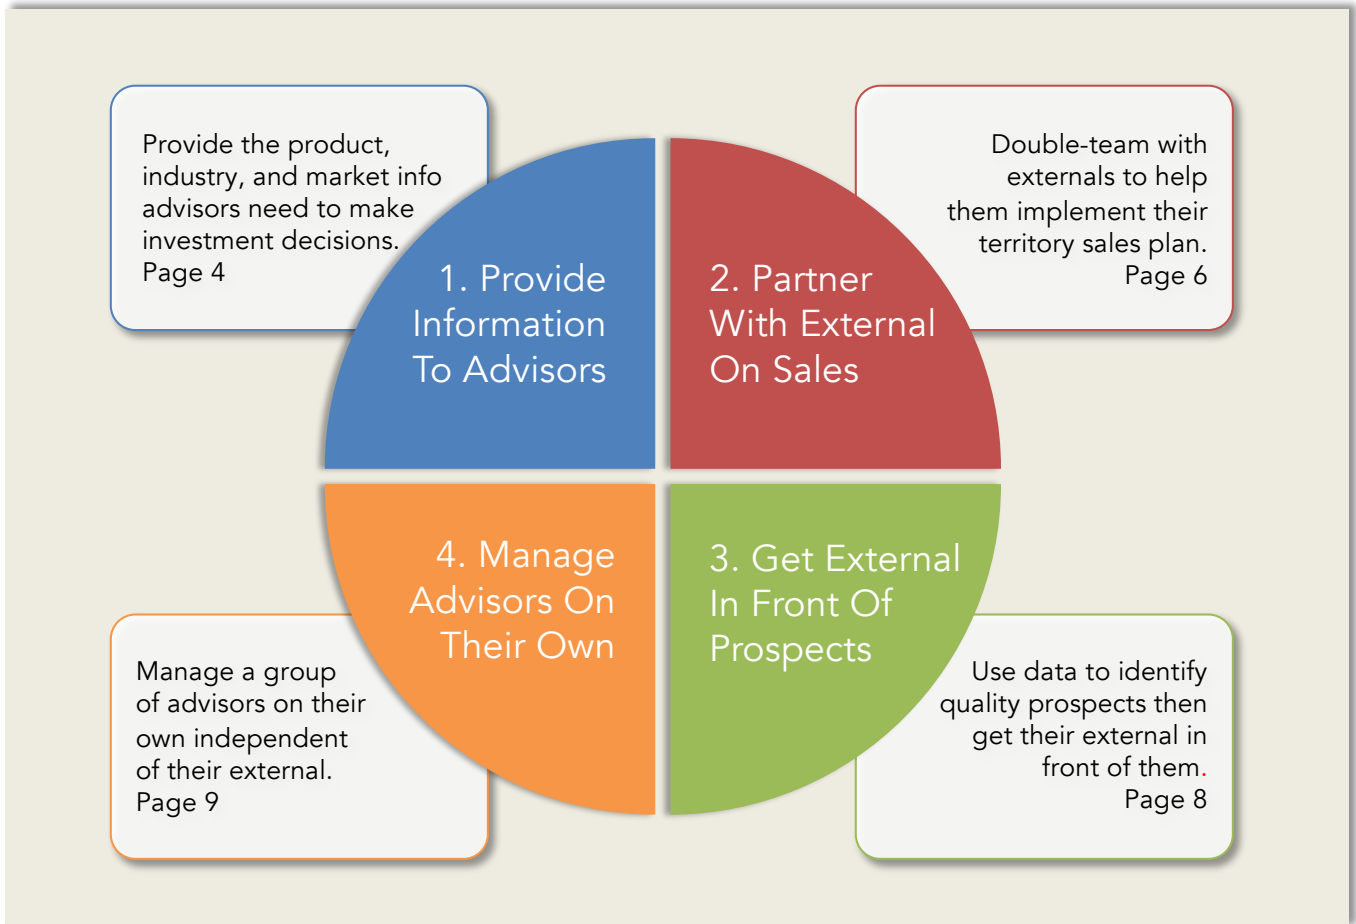 Provide the product,
industry, and market info
advisors need to make
investment decisions.
Page 4
1. Provide
Information
To Advisors
Double-team with
externals to help
them implement their
territory sales plan.
Page 6
2. Partner
With External
On Sales
4. Manage
Advisors On
Their Own
Manage a group
of advisors on their
own independent
of their external.
Page 9
3. Get External
In Front Of
Prospects
Use data to identify
quality prospects then
get their external in
front of them.
Page 8